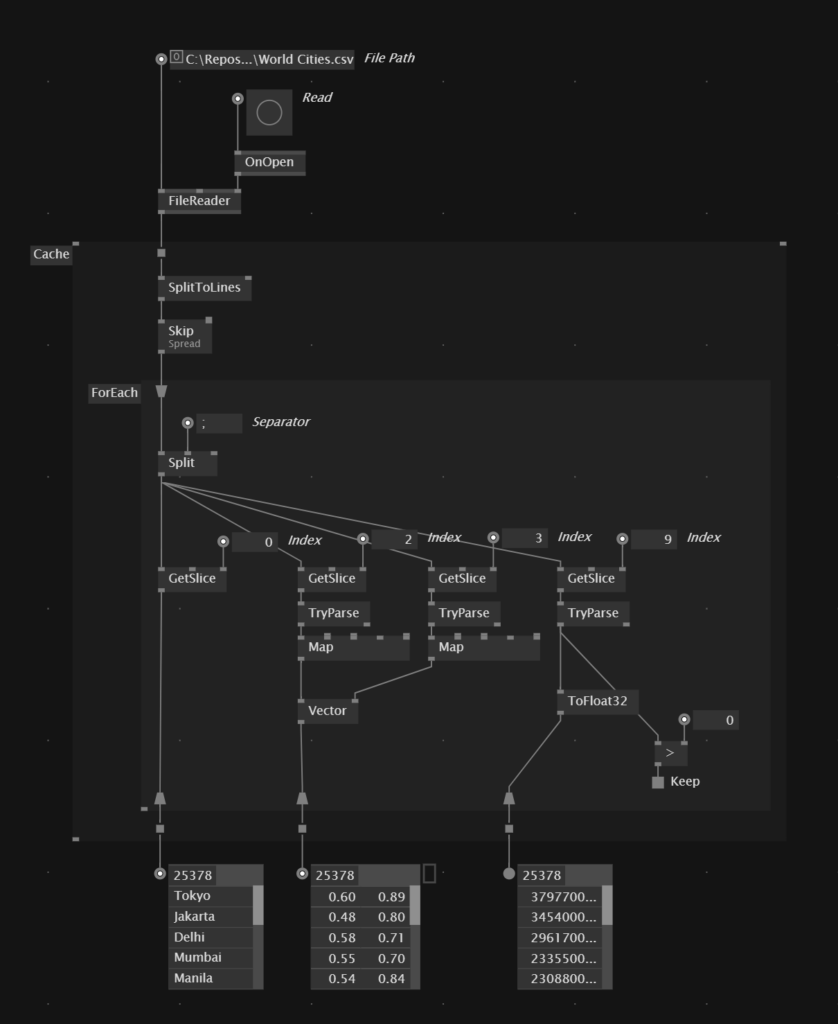 0 C:\Repos...\World Cities.csv File Path
Read
OnOpen
FileReader
Cache
SplitToLines
Skip
Spread
ForEach
; Separator
Split
0 Index 2 Index 3 Index 9 Index
GetSlice GetSlice GetSlice GetSlice
TryParse TryParse TryParse
Map Map
Vector ToFloat32
0
>
Keep
25378 25378 25378
Tokyo 0.60 0.89 3797700...
Jakarta 0.48 0.80 3454000...
Delhi 0.58 0.71 2961700...
Mumbai 0.55 0.70 2335500...
Manila 0.54 0.84 2308800...